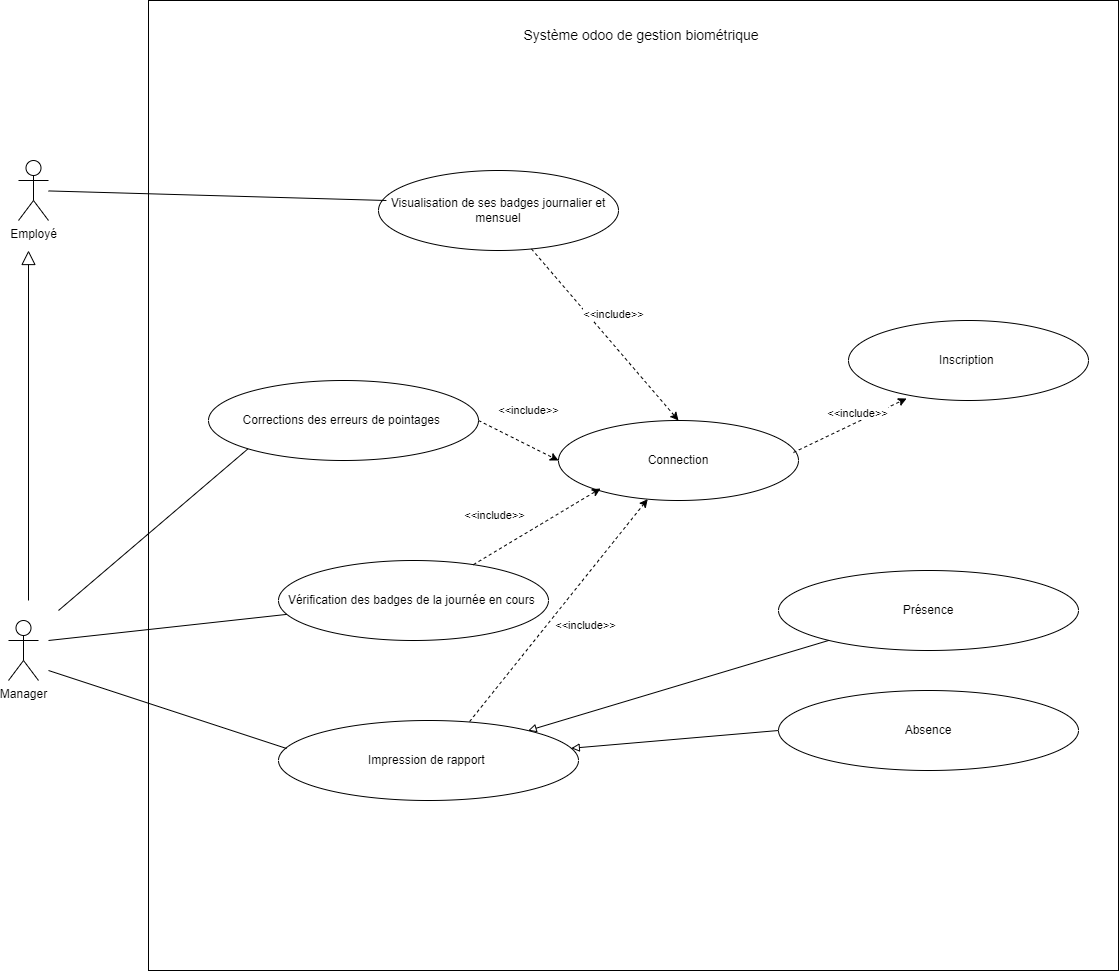 Système odoo de gestion biométrique
Employé
Visualisation de ses badges journalier et
mensuel
<<include>>
Inscription
Corrections des erreurs de pointages
<<include>>
<<include>>
Connection
<<include>>
Vérification des badges de la journée en cours
<<include>>
Présence
Manager
Absence
Impression de rapport